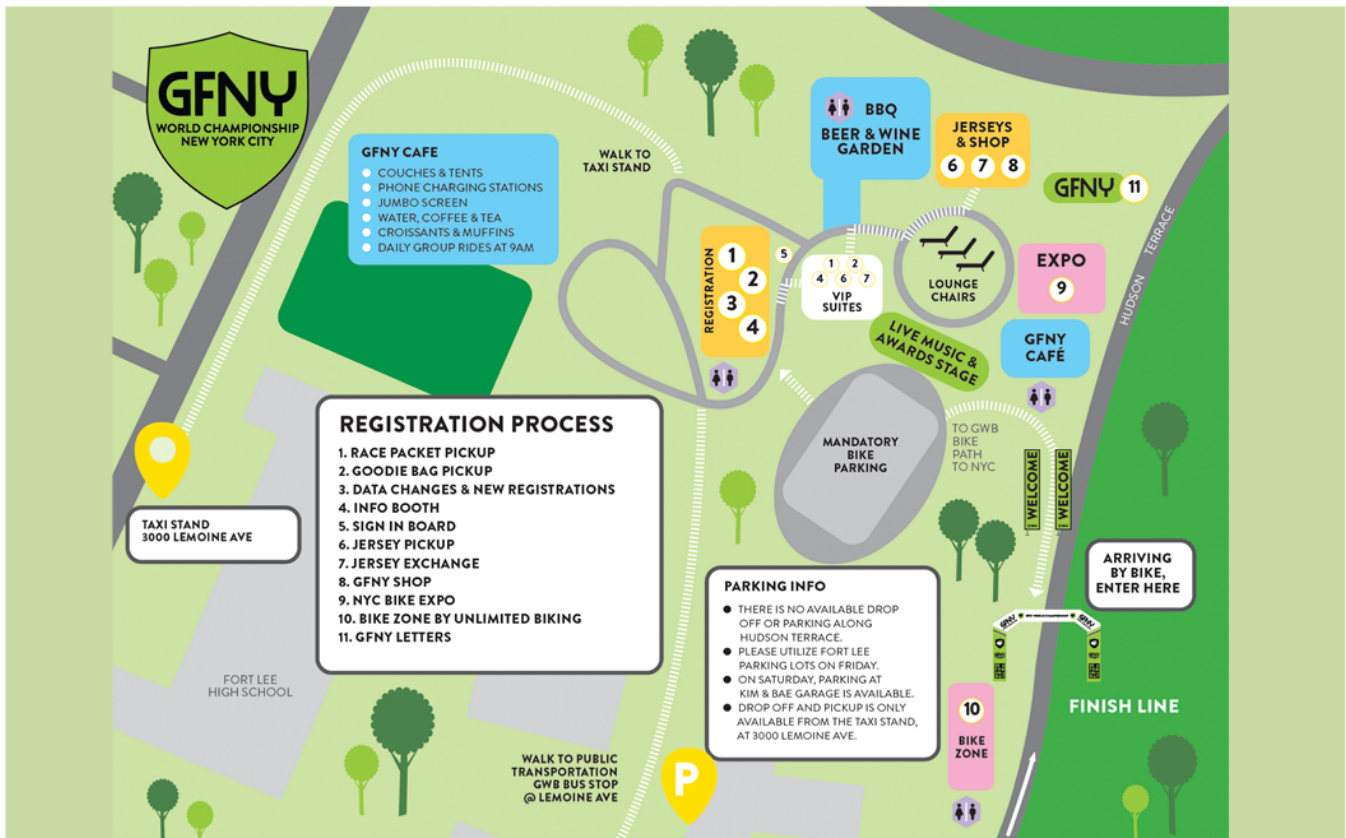 GFNY
WORLD CHAMPIONSHIP
NEW YORK CITY
GFNY CAFE
COUCHES & TENTS
PHONE CHARGING STATIONS
JUMBO SCREEN
WATER, COFFEE & TEA
CROISSANTS & MUFFINS
DAILY GROUP RIDES AT 9AM
WALK TO
TAXI STAND
BBQ
BEER & WINE
GARDEN
JERSEYS
& SHOP
6 7 8
GFNY 11
HUDSON TERRACE
REGISTRATION
1
2
3
4
5
1 2
4 6 7
VIP
SUITES
LOUNGE
CHAIRS
EXPO
9
GFNY
CAFÉ
LIVE MUSIC &
AWARDS STAGE
MANDATORY
BIKE
PARKING
TO GWB
BIKE
PATH
TO NYC
WELCOME
WELCOME
TAXI STAND
3000 LEMOINE AVE
REGISTRATION PROCESS
1. RACE PACKET PICKUP
2. GOODIE BAG PICKUP
3. DATA CHANGES & NEW REGISTRATIONS
4. INFO BOOTH
5. SIGN IN BOARD
6. JERSEY PICKUP
7. JERSEY EXCHANGE
8. GFNY SHOP
9. NYC BIKE EXPO
10. BIKE ZONE BY UNLIMITED BIKING
11. GFNY LETTERS
FORT LEE
HIGH SCHOOL
PARKING INFO
THERE IS NO AVAILABLE DROP
OFF OR PARKING ALONG
HUDSON TERRACE.
PLEASE UTILIZE FORT LEE
PARKING LOTS ON FRIDAY.
ON SATURDAY, PARKING AT
KIM & BAE GARAGE IS AVAILABLE.
DROP OFF AND PICKUP IS ONLY
AVAILABLE FROM THE TAXI STAND,
AT 3000 LEMOINE AVE.
ARRIVING
BY BIKE,
ENTER HERE
GFNY
GFNY
FINISH LINE
10
BIKE
ZONE
WALK TO PUBLIC
TRANSPORTATION
GWB BUS STOP
@ LEMOINE AVE
P